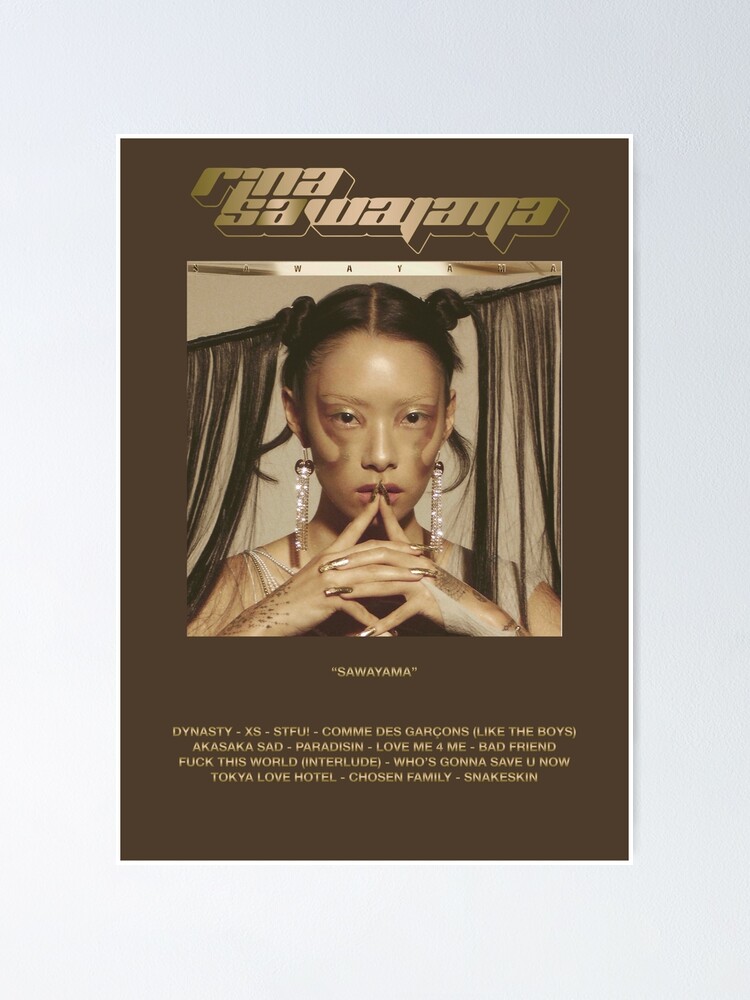 rina
sawayama
S A W A Y A M A
“SAWAYAMA”
DYNASTY - XS - STFU! - COMME DES GARÇONS (LIKE THE BOYS)
AKASAKA SAD - PARADISIN - LOVE ME 4 ME - BAD FRIEND
FUCK THIS WORLD (INTERLUDE) - WHO'S GONNA SAVE U NOW
TOKYA LOVE HOTEL - CHOSEN FAMILY - SNAKESKIN